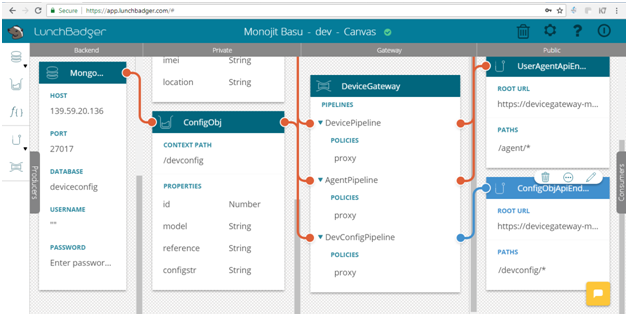 Secure
https://app.lunchbadger.com/#
LunchBadger
Monojit Basu - dev - Canvas
Backend
Private
Gateway
Public
Producers
Consumers
Mongo...
HOST
139.59.20.136
PORT
27017
DATABASE
deviceconfig
USERNAME
""
PASSWORD
Enter passwor...
imei String
location String
ConfigObj
CONTEXT PATH
/devconfig
PROPERTIES
id Number
model String
reference String
configstr String
DeviceGateway
PIPELINES
DevicePipeline
POLICIES
proxy
AgentPipeline
POLICIES
proxy
DevConfigPipeline
POLICIES
proxy
UserAgentApiEn...
ROOT URL
https://devicegateway-m...
PATHS
/agent/*
ConfigObjApiEnd...
ROOT URL
https://devicegateway-m...
PATHS
/devconfig/*
f()